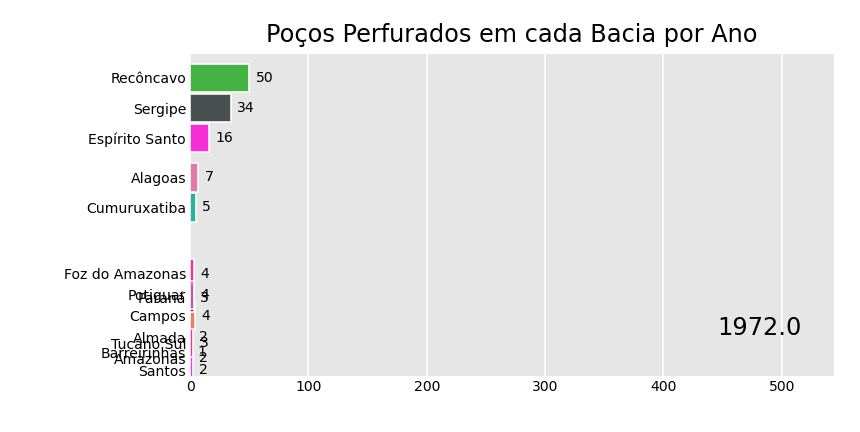 Poços Perfurados em cada Bacia por Ano
Recôncavo 50
Sergipe 34
Espírito Santo 16
Alagoas 7
Cumuruxatiba 5
Foz do Amazonas 4
Potiguar 4
Paraná 3
Campos 4
1972.0
Almada 2
Tucano Sul 3
Barreirinhas 1
Amazonas 2
Santos 2
0 100 200 300 400 500